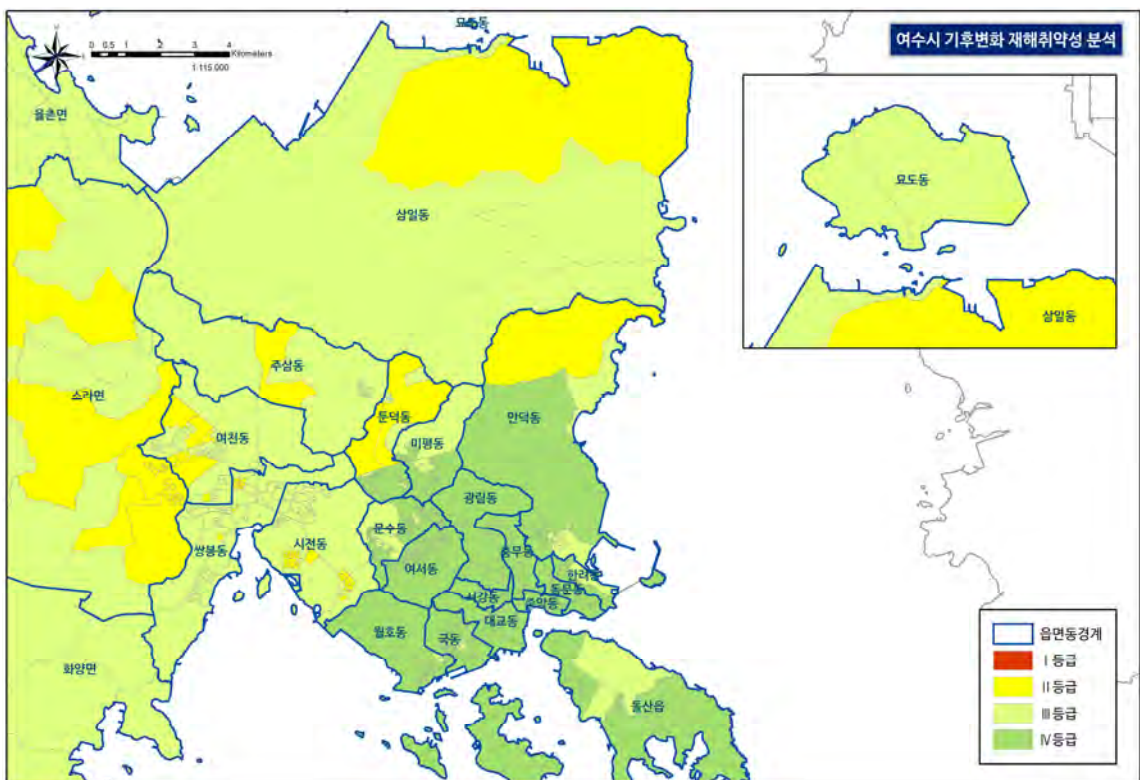 묘도동
여수시 기후변화 재해취약성 분석
0 0.5 1 2 3 4
Kilometers
1:115,000
율촌면
묘도동
삼일동
삼일동
주삼동
소라면
둔덕동
만덕동
여천동
미평동
광림동
문수동
시전동
충무동
쌍봉동
여서동
한려동
동문동
서강동
중앙동
대교동
월호동
국동
화양면
돌산읍
읍면동경계
Ⅰ등급
Ⅱ등급
Ⅲ등급
Ⅳ등급